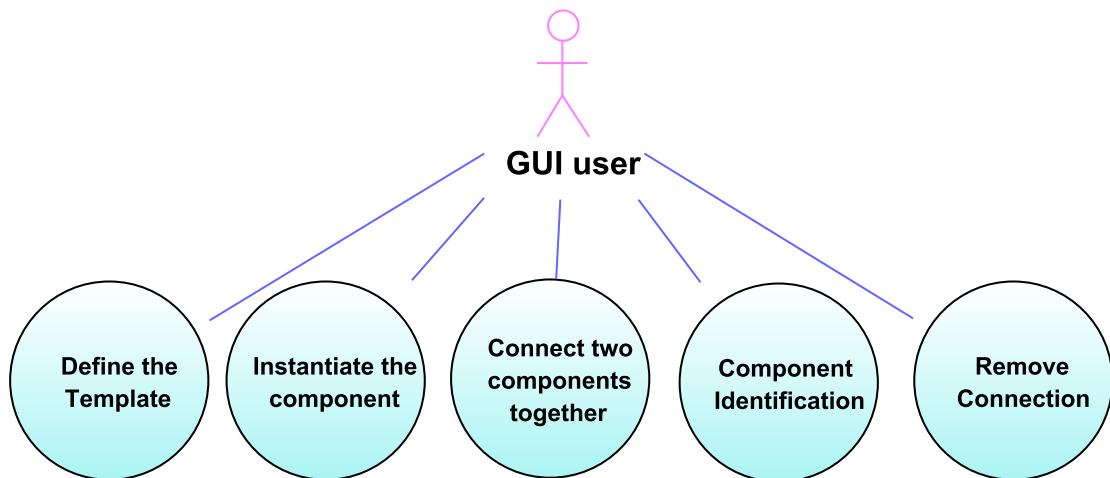 GUI user
Define the
Template
Instantiate the
component
Connect two
components
together
Component
Identification
Remove
Connection